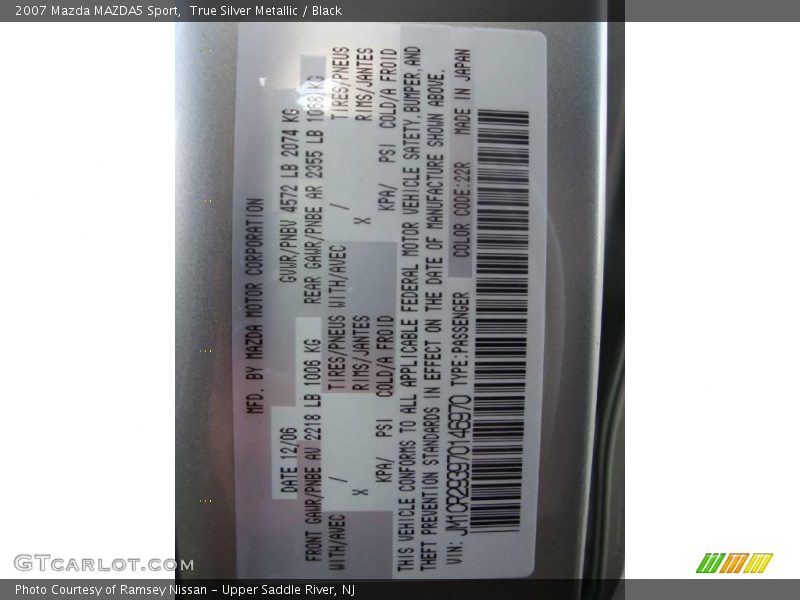 2007 Mazda MAZDA5 Sport,  True Silver Metallic / Black
MFD. BY MAZDA MOTOR CORPORATION
DATE 12/06
GVWR/PNBV 4572 LB 2074 KG
FRONT GAWR/PNBE AV 2218 LB 1006 KG
REAR GAWR/PNBE AR 2355 LB 1068 KG
WITH/AVEC / TIRES/PNEUS WITH/AVEC / TIRES/PNEUS
X RIMS/JANTES X RIMS/JANTES
KPA/ PSI COLD/A FROID KPA/ PSI COLD/A FROID
THIS VEHICLE CONFORMS TO ALL APPLICABLE FEDERAL MOTOR VEHICLE SATETY,BUMPER,AND
THEFT PREVENTION STANDARDS IN EFFECT ON THE DATE OF MANUFACTURE SHOWN ABOVE.
VIN: JM1CR293970146970 TYPE:PASSENGER COLOR CODE:22R MADE IN JAPAN
GTCARLOT.COM
Photo Courtesy of Ramsey Nissan - Upper Saddle River, NJ